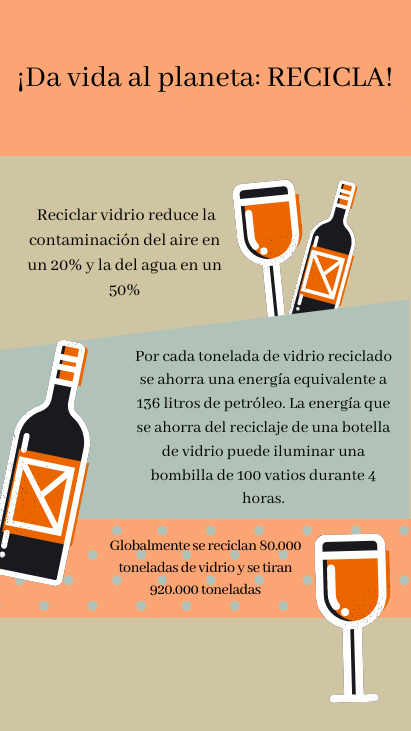 ¡Da vida al planeta: RECICLA!
Reciclar vidrio reduce la
contaminación del aire en
un 20% y la del agua en un
50%
Por cada tonelada de vidrio reciclado
se ahorra una energía equivalente a
136 litros de petróleo. La energía que
se ahorra del reciclaje de una botella
de vidrio puede iluminar una
bombilla de 100 vatios durante 4
horas.
Globalmente se reciclan 80.000
toneladas de vidrio y se tiran
920.000 toneladas